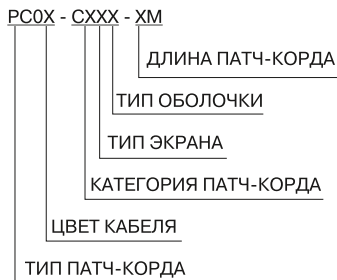 PC0X - CXXX - XM
ДЛИНА ПАТЧ-КОРДА
ТИП ОБОЛОЧКИ
ТИП ЭКРАНА
КАТЕГОРИЯ ПАТЧ-КОРДА
ЦВЕТ КАБЕЛЯ
ТИП ПАТЧ-КОРДА